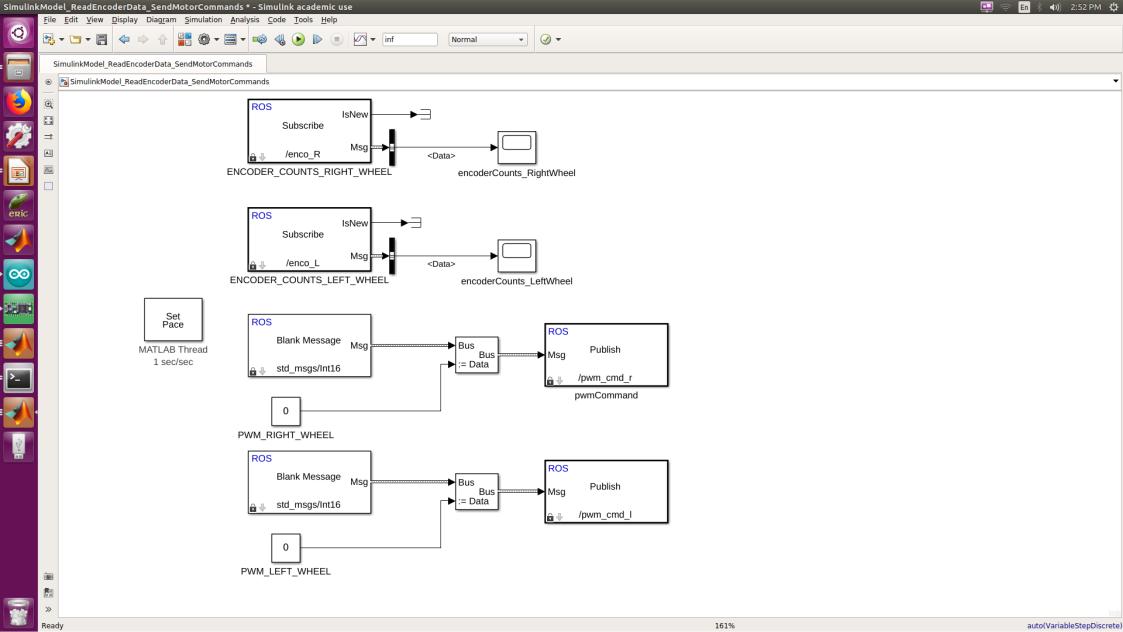 SimulinkModel_ReadEncoderData_SendMotorCommands * - Simulink academic use
En
2:52 PM
File Edit View Display Diagram Simulation Analysis Code Tools Help
inf
Normal
SimulinkModel_ReadEncoderData_SendMotorCommands
SimulinkModel_ReadEncoderData_SendMotorCommands
ROS
IsNew
Subscribe
Msg
/enco_R
<Data>
ENCODER_COUNTS_RIGHT_WHEEL
encoderCounts_RightWheel
ROS
IsNew
Subscribe
Msg
/enco_L
<Data>
ENCODER_COUNTS_LEFT_WHEEL
encoderCounts_LeftWheel
Set
Pace
MATLAB Thread
1 sec/sec
ROS
Blank Message
Msg
std_msgs/Int16
Bus
Bus
:= Data
ROS
Publish
Msg
/pwm_cmd_r
pwmCommand
0
PWM_RIGHT_WHEEL
ROS
Blank Message
Msg
std_msgs/Int16
Bus
Bus
:= Data
ROS
Publish
Msg
/pwm_cmd_l
0
PWM_LEFT_WHEEL
eric
Ready
161%
auto(VariableStepDiscrete)